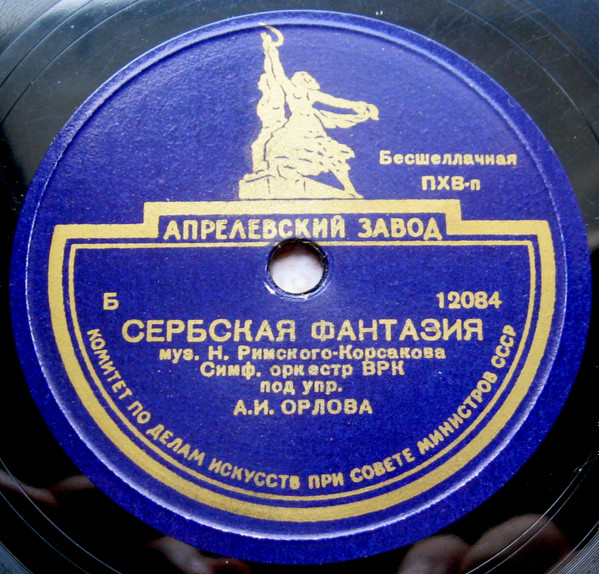 Бесшеллачная
ПХВ-п
АПРЕЛЕВСКИЙ ЗАВОД
Б 12084
СЕРБСКАЯ ФАНТАЗИЯ
муз. Н. Римского-Корсакова
Симф. оркестр ВРК
под упр.
А.И. ОРЛОВА
КОМИТЕТ ПО ДЕЛАМ ИСКУССТВ ПРИ СОВЕТЕ МИНИСТРОВ СССР